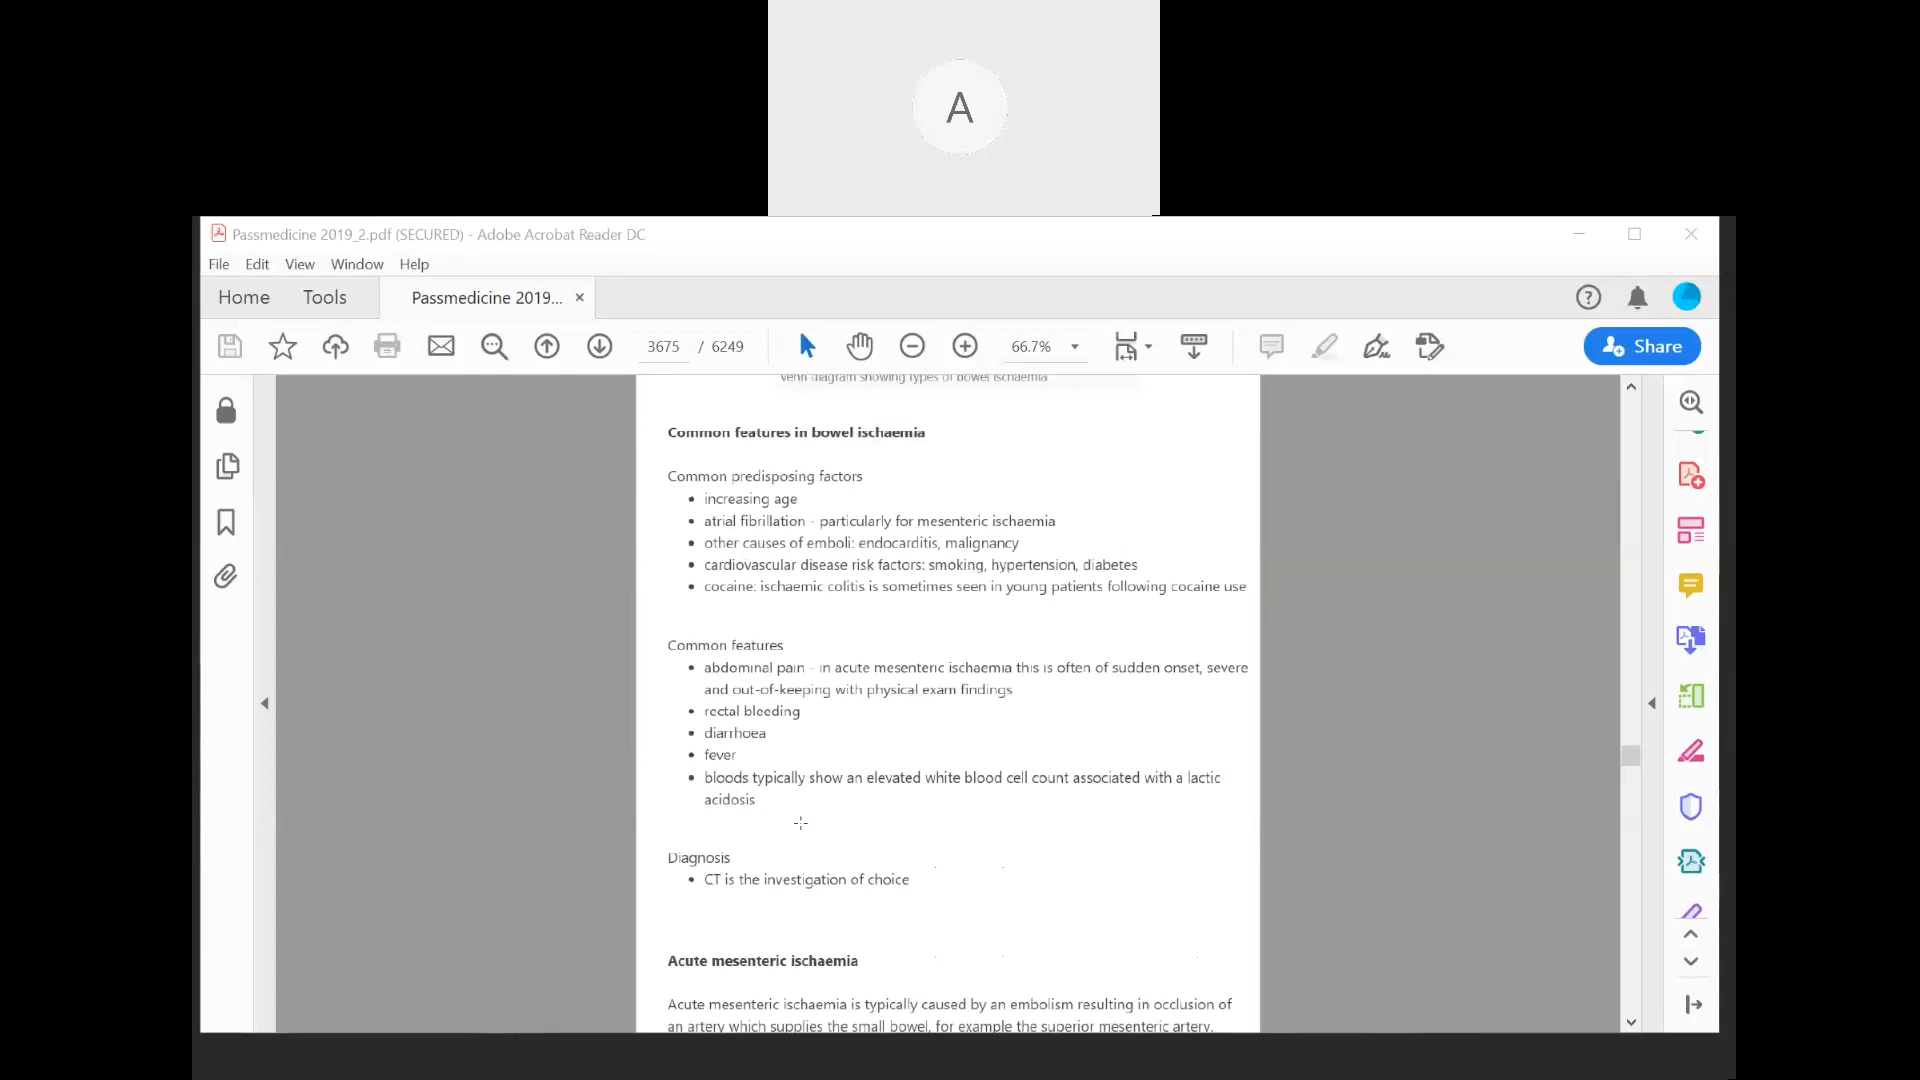 A
Passmedicine 2019_2.pdf (SECURED) - Adobe Acrobat Reader DC
File Edit View Window Help
Home Tools Passmedicine 2019... ×
3675 / 6249 66.7% Share
Venn diagram showing types of bowel ischaemia
Common features in bowel ischaemia
Common predisposing factors
• increasing age
• atrial fibrillation - particularly for mesenteric ischaemia
• other causes of emboli: endocarditis, malignancy
• cardiovascular disease risk factors: smoking, hypertension, diabetes
• cocaine: ischaemic colitis is sometimes seen in young patients following cocaine use
Common features
• abdominal pain - in acute mesenteric ischaemia this is often of sudden onset, severe
and out-of-keeping with physical exam findings
• rectal bleeding
• diarrhoea
• fever
• bloods typically show an elevated white blood cell count associated with a lactic
acidosis
Diagnosis
• CT is the investigation of choice
Acute mesenteric ischaemia
Acute mesenteric ischaemia is typically caused by an embolism resulting in occlusion of
an artery which supplies the small bowel, for example the superior mesenteric artery.